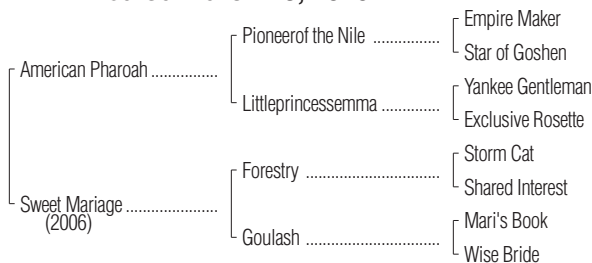 Pioneerof the Nile ................
Empire Maker
Star of Goshen
American Pharoah ................
Littleprincessemma ..............
Yankee Gentleman
Exclusive Rosette
Forestry ................................
Storm Cat
Shared Interest
Sweet Mariage ......................
(2006)
Goulash ................................
Mari's Book
Wise Bride